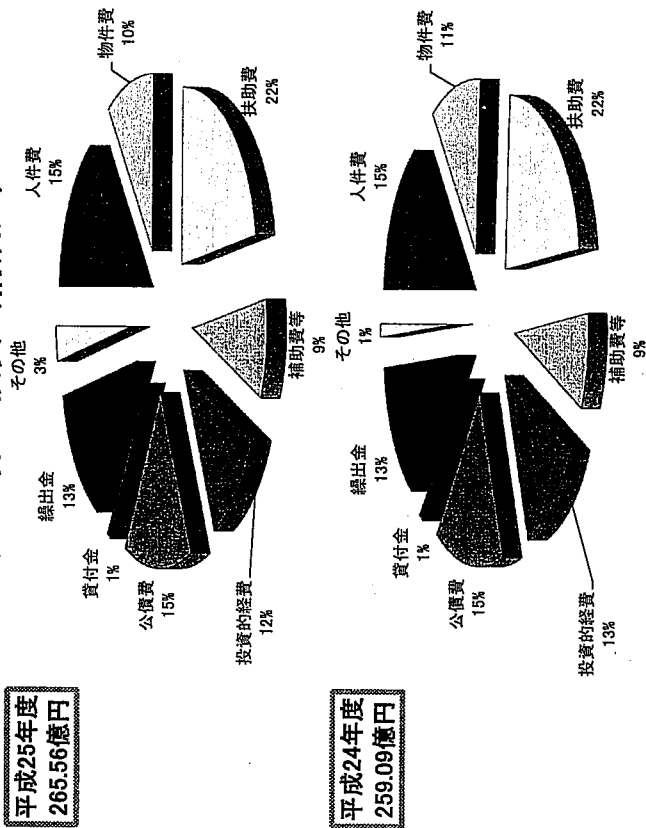 平成25年度
265.56億円
人件費
15%
物件費
10%
扶助費
22%
補助費等
9%
投資的経費
12%
公債費
15%
貸付金
1%
繰出金
13%
その他
3%
平成24年度
259.09億円
人件費
15%
物件費
11%
扶助費
22%
補助費等
9%
投資的経費
13%
公債費
15%
貸付金
1%
繰出金
13%
その他
1%